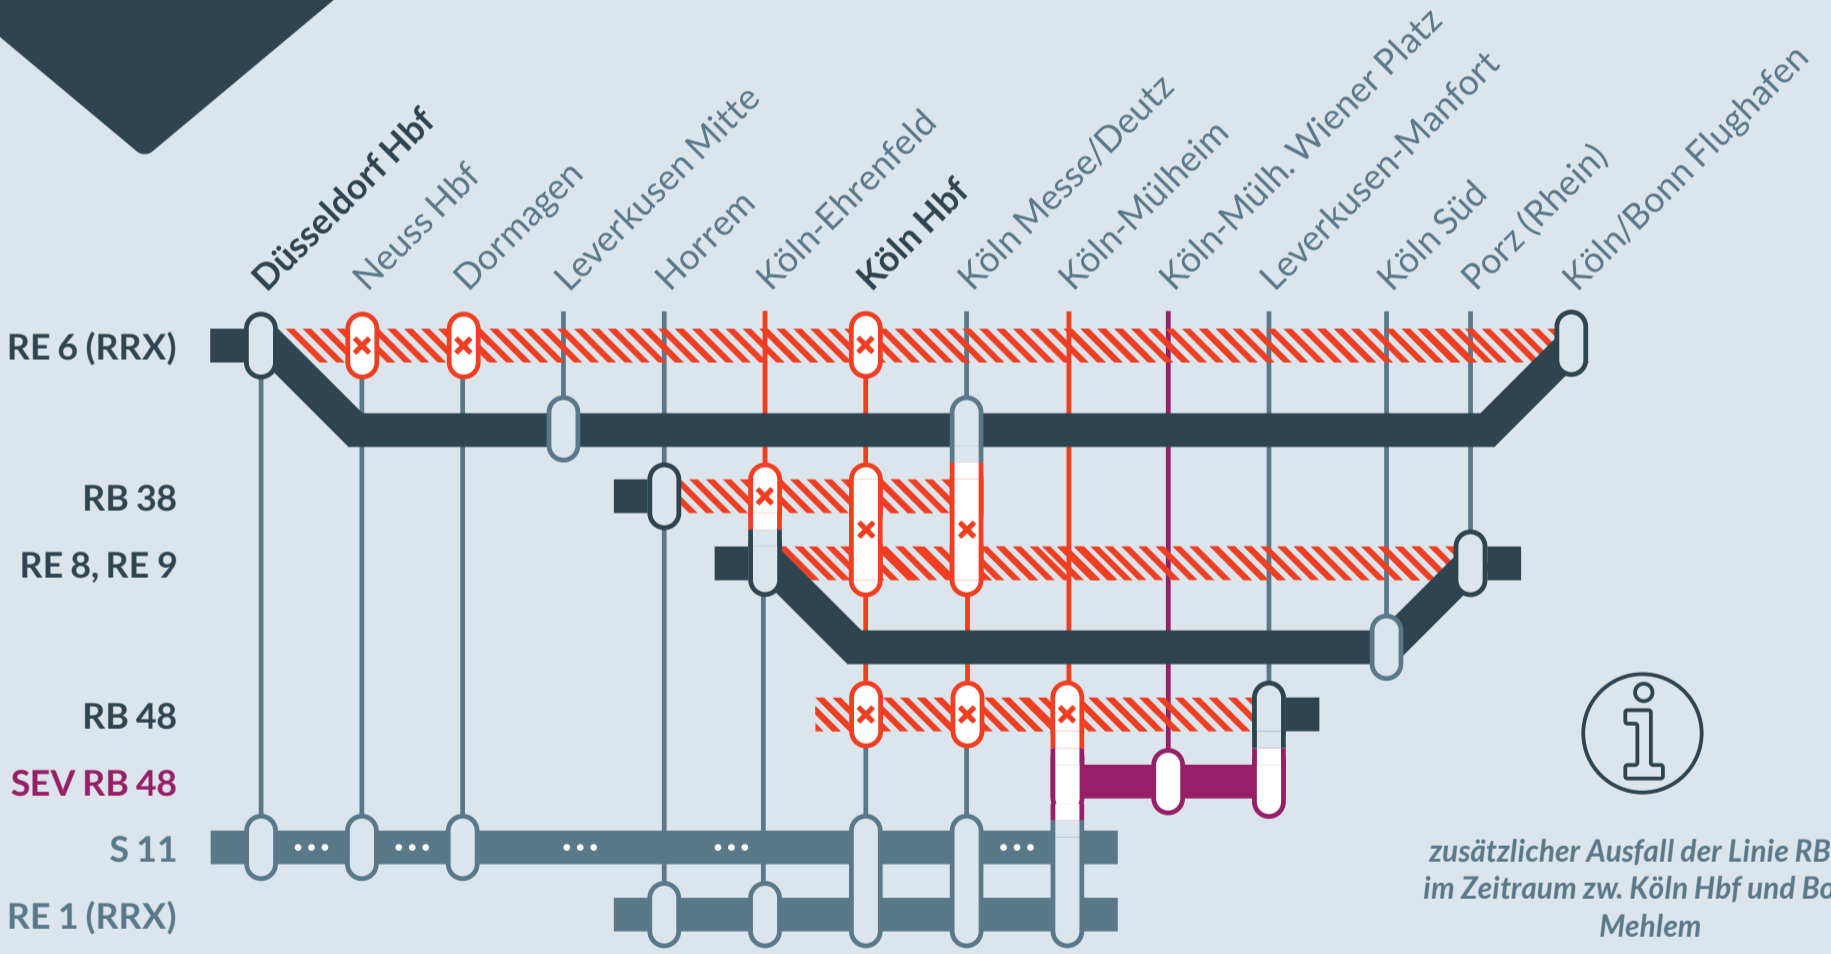 Düsseldorf Hbf
Neuss Hbf
Dormagen
Leverkusen Mitte
Horrem
Köln-Ehrenfeld
Köln Hbf
Köln Messe/Deutz
Köln-Mülheim
Köln-Mülh. Wiener Platz
Leverkusen-Manfort
Köln Süd
Porz (Rhein)
Köln/Bonn Flughafen
RE 6 (RRX)
RB 38
RE 8, RE 9
RB 48
SEV RB 48
S 11
RE 1 (RRX)
zusätzlicher Ausfall der Linie RB
im Zeitraum zw. Köln Hbf und Bo
Mehlem